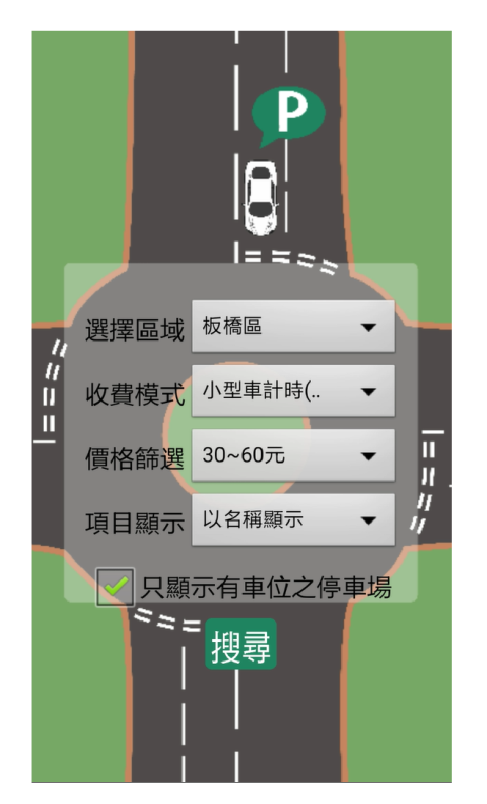 P
選擇區域 板橋區
收費模式 小型車計時(..
價格篩選 30~60元
項目顯示 以名稱顯示
只顯示有車位之停車場
搜尋